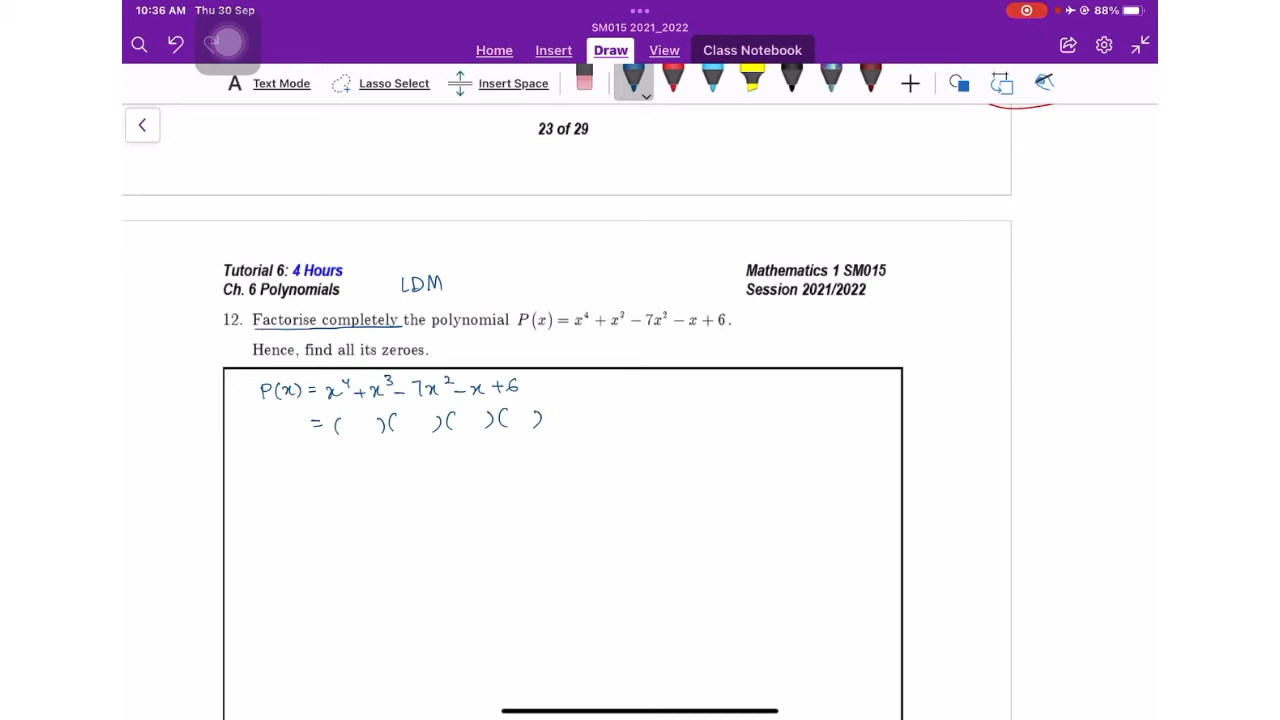 10:36 AM Thu 30 Sep
88%
SM015 2021_2022
Home Insert Draw View Class Notebook
A Text Mode Lasso Select Insert Space
23 of 29
Tutorial 6: 4 Hours
Mathematics 1 SM015
Ch. 6 Polynomials
LDM
Session 2021/2022
12. Factorise completely the polynomial P(x) = x⁴ + x³ − 7x² − x + 6.
Hence, find all its zeroes.
P(x) = x⁴ + x³ − 7x² − x + 6
= ( )( )( )( )